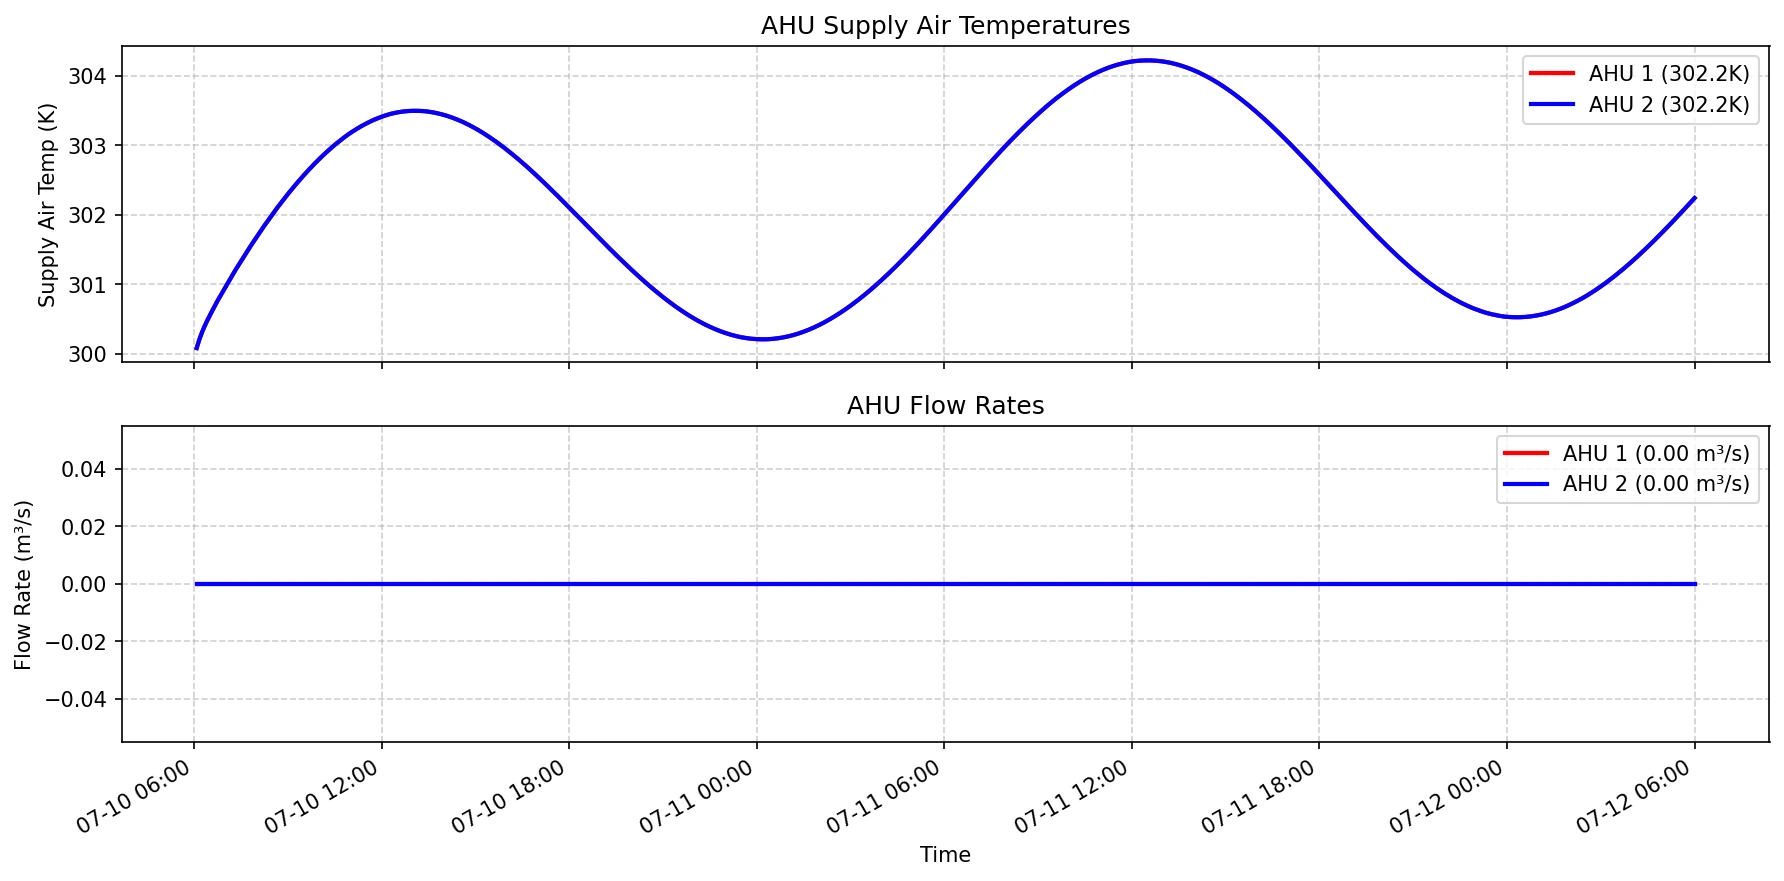 AHU Supply Air Temperatures
Supply Air Temp (K)
304
303
302
301
300
AHU 1 (302.2K)
AHU 2 (302.2K)
AHU Flow Rates
Flow Rate (m³/s)
0.04
0.02
0.00
−0.02
−0.04
AHU 1 (0.00 m³/s)
AHU 2 (0.00 m³/s)
07-10 06:00
07-10 12:00
07-10 18:00
07-11 00:00
07-11 06:00
07-11 12:00
07-11 18:00
07-12 00:00
07-12 06:00
Time